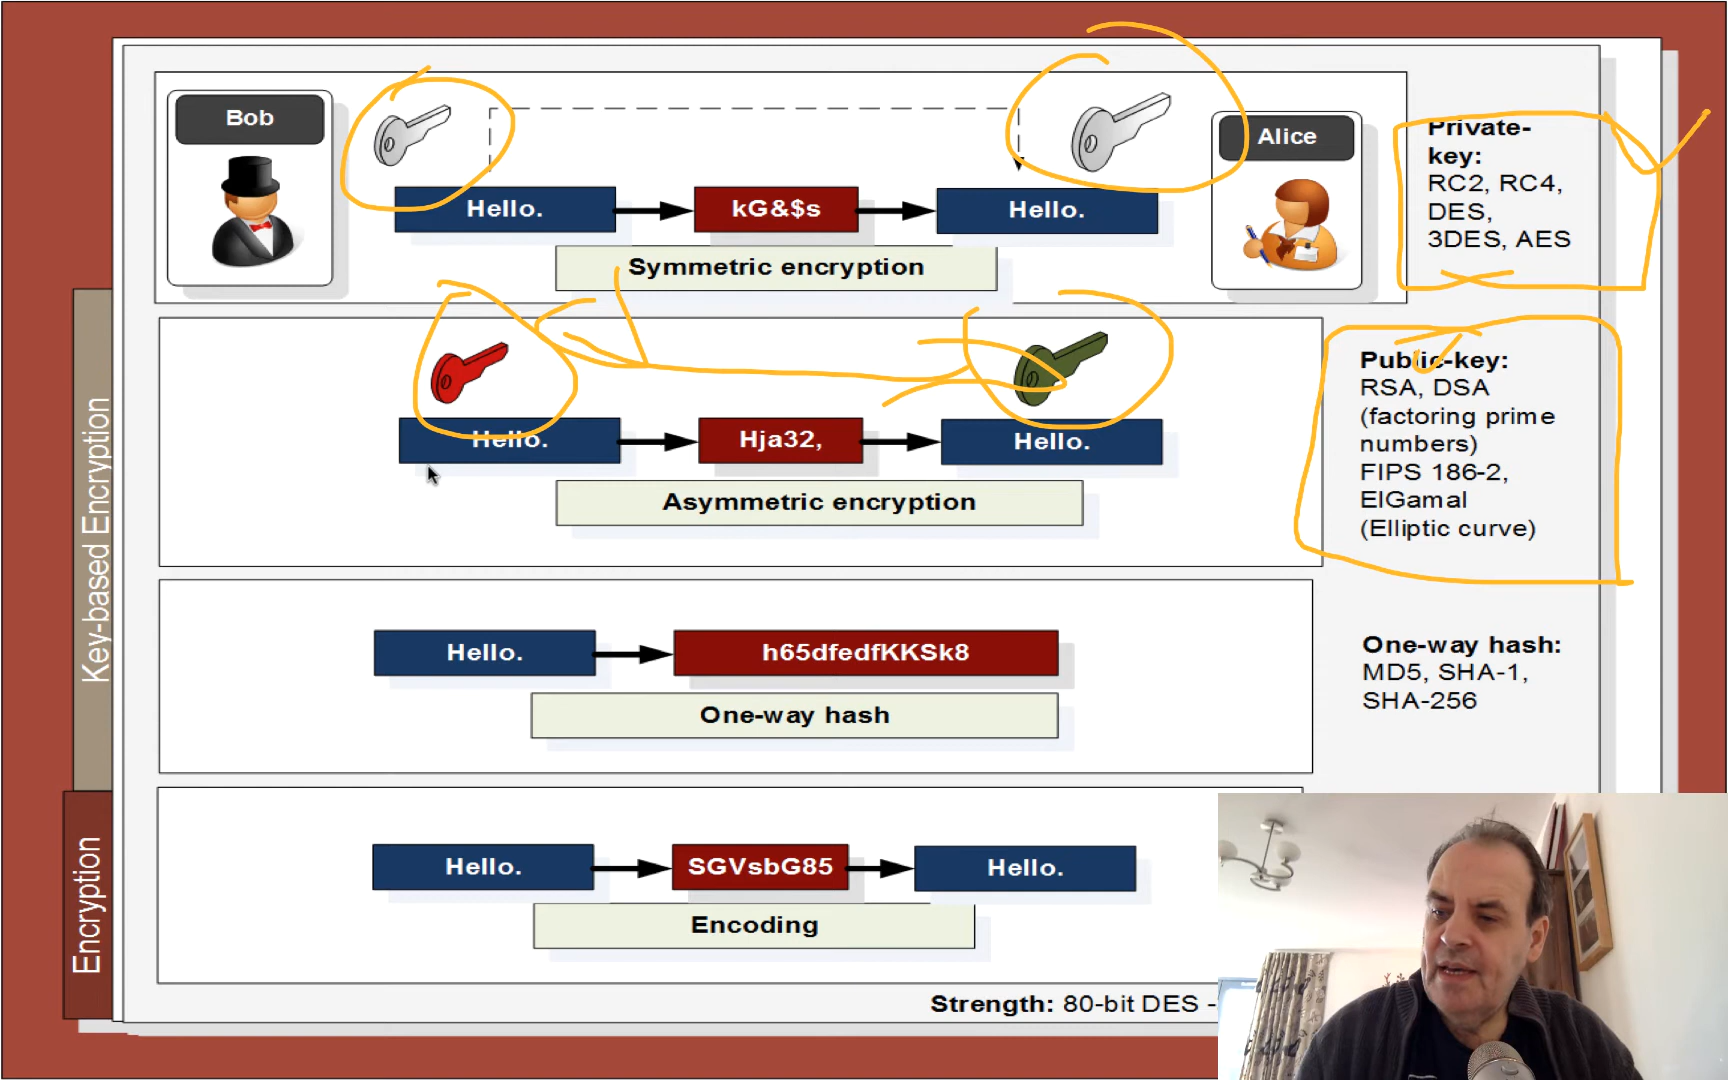 Bob
Alice
Hello.
kG&$s
Hello.
Symmetric encryption
Private-
key:
RC2, RC4,
DES,
3DES, AES
Hello.
Hja32,
Hello.
Asymmetric encryption
Public-key:
RSA, DSA
(factoring prime
numbers)
FIPS 186-2,
ElGamal
(Elliptic curve)
Key-based Encryption
Hello.
h65dfedfKKSk8
One-way hash
One-way hash:
MD5, SHA-1,
SHA-256
Encryption
Hello.
SGVsbG85
Hello.
Encoding
Strength: 80-bit DES -